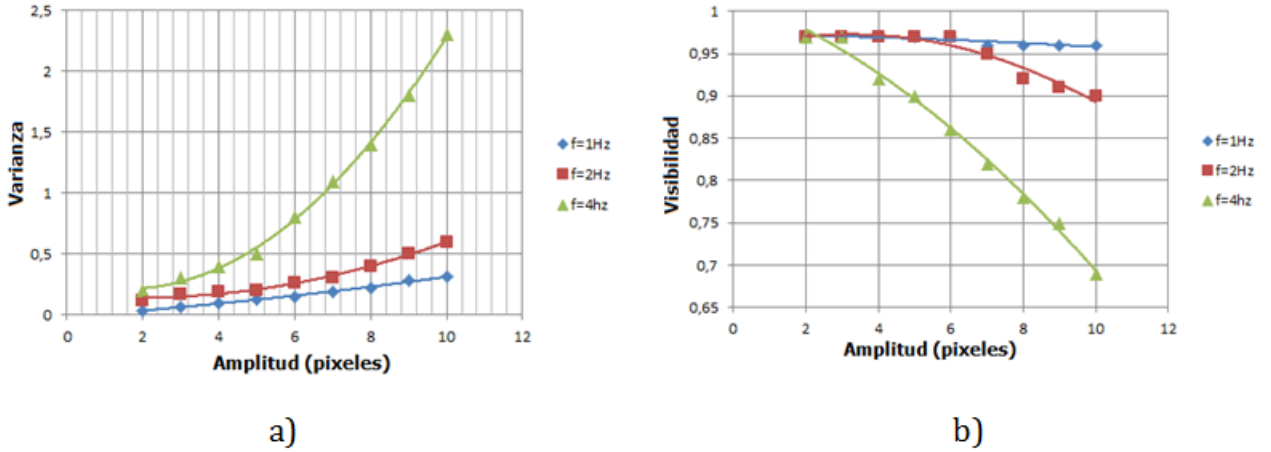 2,5
2
1,5
1
0,5
0
0 2 4 6 8 10 12
Varianza
Amplitud (pixeles)
f=1Hz
f=2Hz
f=4hz
a)
1
0,95
0,9
0,85
0,8
0,75
0,7
0,65
0 2 4 6 8 10 12
Visibilidad
Amplitud (pixeles)
f=1Hz
f=2Hz
f=4hz
b)